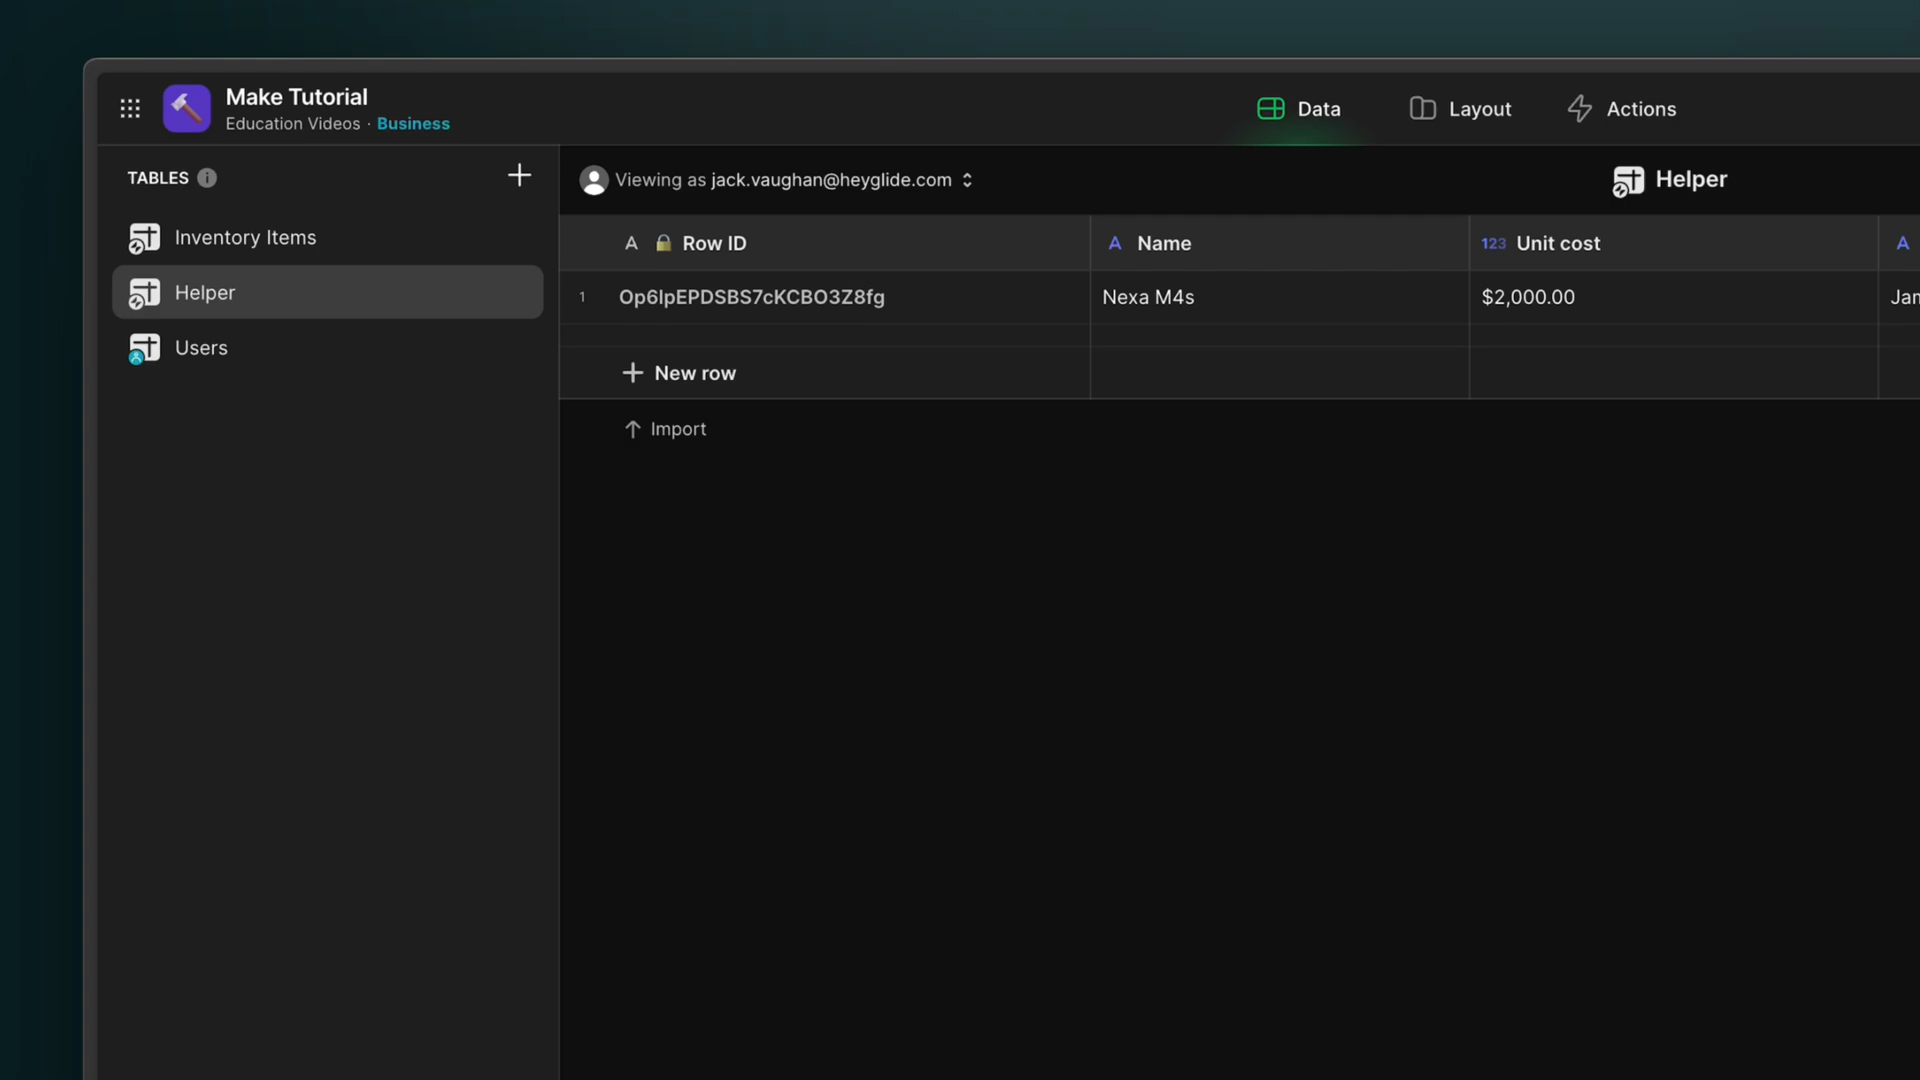 Make Tutorial
Education Videos · Business
Data
Layout
Actions
TABLES
Inventory Items
Helper
Users
Viewing as jack.vaughan@heyglide.com
Helper
A Row ID
A Name
123 Unit cost
A
1
Nexa M4s
$2,000.00
New row
Import